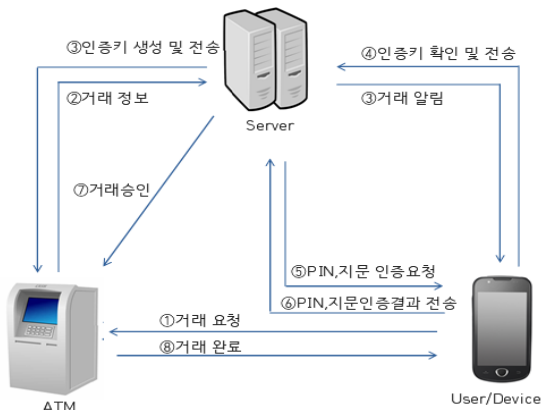 ③인증키 생성 및 전송
④인증키 확인 및 전송
②거래 정보
③거래 알림
Server
⑦거래승인
⑤PIN,지문 인증요청
⑥PIN,지문인증결과 전송
①거래 요청
⑧거래 완료
ATM
User/Device